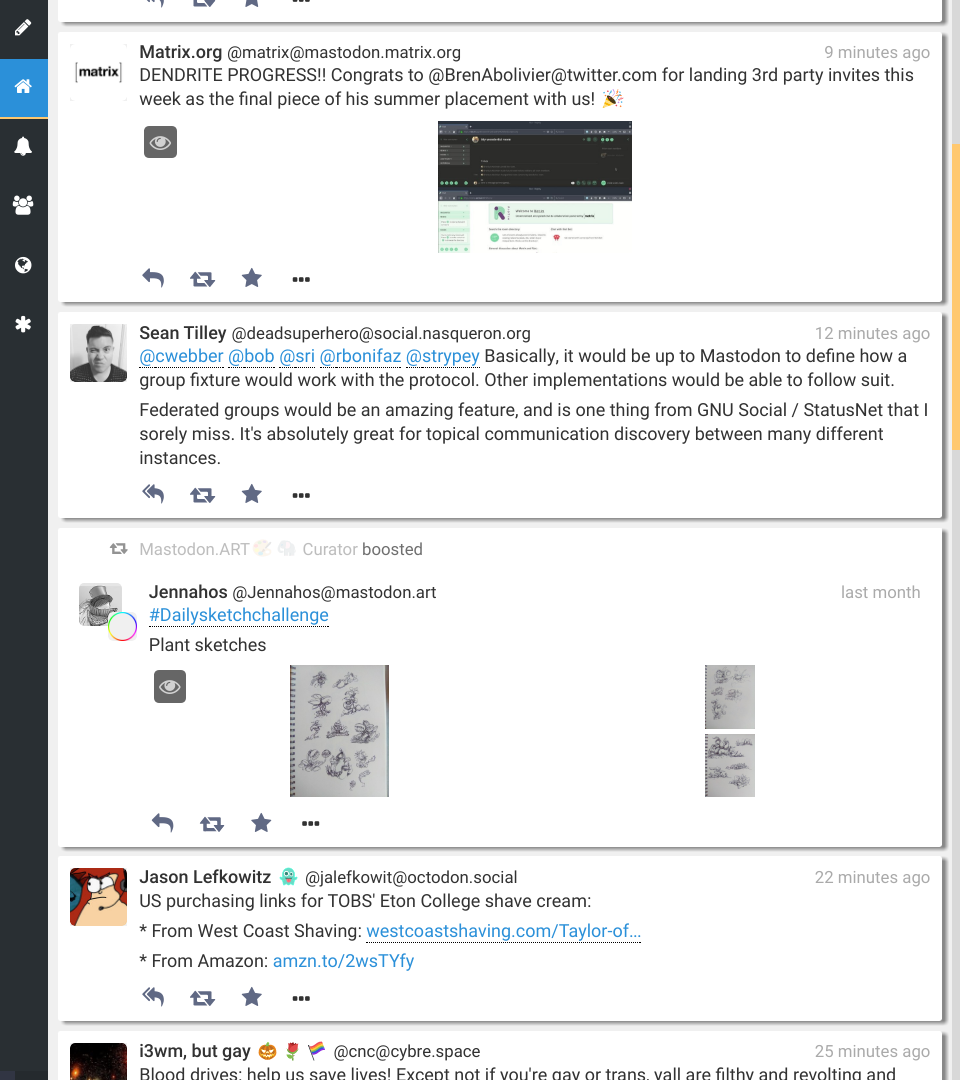 Matrix.org @matrix@mastodon.matrix.org 9 minutes ago
[matrix]
DENDRITE PROGRESS!! Congrats to @BrenAbolivier@twitter.com for landing 3rd party invites this
week as the final piece of his summer placement with us! 🎉
Sean Tilley @deadsuperhero@social.nasqueron.org 12 minutes ago
@cwebber @bob @sri @rbonifaz @strypey Basically, it would be up to Mastodon to define how a
group fixture would work with the protocol. Other implementations would be able to follow suit.
Federated groups would be an amazing feature, and is one thing from GNU Social / StatusNet that I
sorely miss. It's absolutely great for topical communication discovery between many different
instances.
Mastodon.ART 🎨 Curator boosted
Jennahos @Jennahos@mastodon.art last month
#Dailysketchchallenge
Plant sketches
Jason Lefkowitz 👻 @jalefkowit@octodon.social 22 minutes ago
US purchasing links for TOBS' Eton College shave cream:
* From West Coast Shaving: westcoastshaving.com/Taylor-of…
* From Amazon: amzn.to/2wsTYfy
i3wm, but gay 🎃 🌹 🏳️‍🌈 @cnc@cybre.space 25 minutes ago
Blood drives: help us save lives! Except not if you're gay or trans, yall are filthy and revolting and